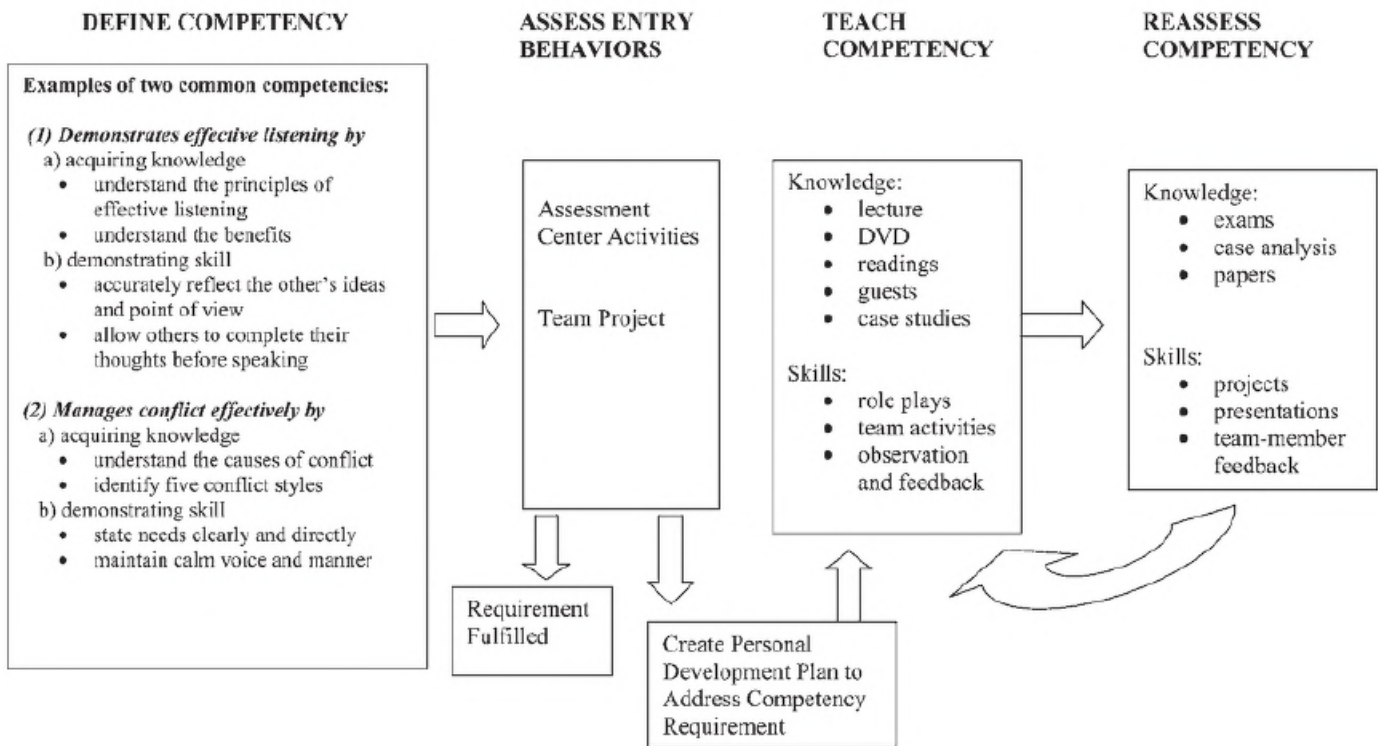 DEFINE COMPETENCY
Examples of two common competencies:
(1) Demonstrates effective listening by
a) acquiring knowledge
• understand the principles of
effective listening
• understand the benefits
b) demonstrating skill
• accurately reflect the other's ideas
and point of view
• allow others to complete their
thoughts before speaking
(2) Manages conflict effectively by
a) acquiring knowledge
• understand the causes of conflict
• identify five conflict styles
b) demonstrating skill
• state needs clearly and directly
• maintain calm voice and manner
ASSESS ENTRY
BEHAVIORS
Assessment
Center Activities
Team Project
Requirement
Fulfilled
Create Personal
Development Plan to
Address Competency
Requirement
TEACH
COMPETENCY
Knowledge:
• lecture
• DVD
• readings
• guests
• case studies
Skills:
• role plays
• team activities
• observation
and feedback
REASSESS
COMPETENCY
Knowledge:
• exams
• case analysis
• papers
Skills:
• projects
• presentations
• team-member
feedback